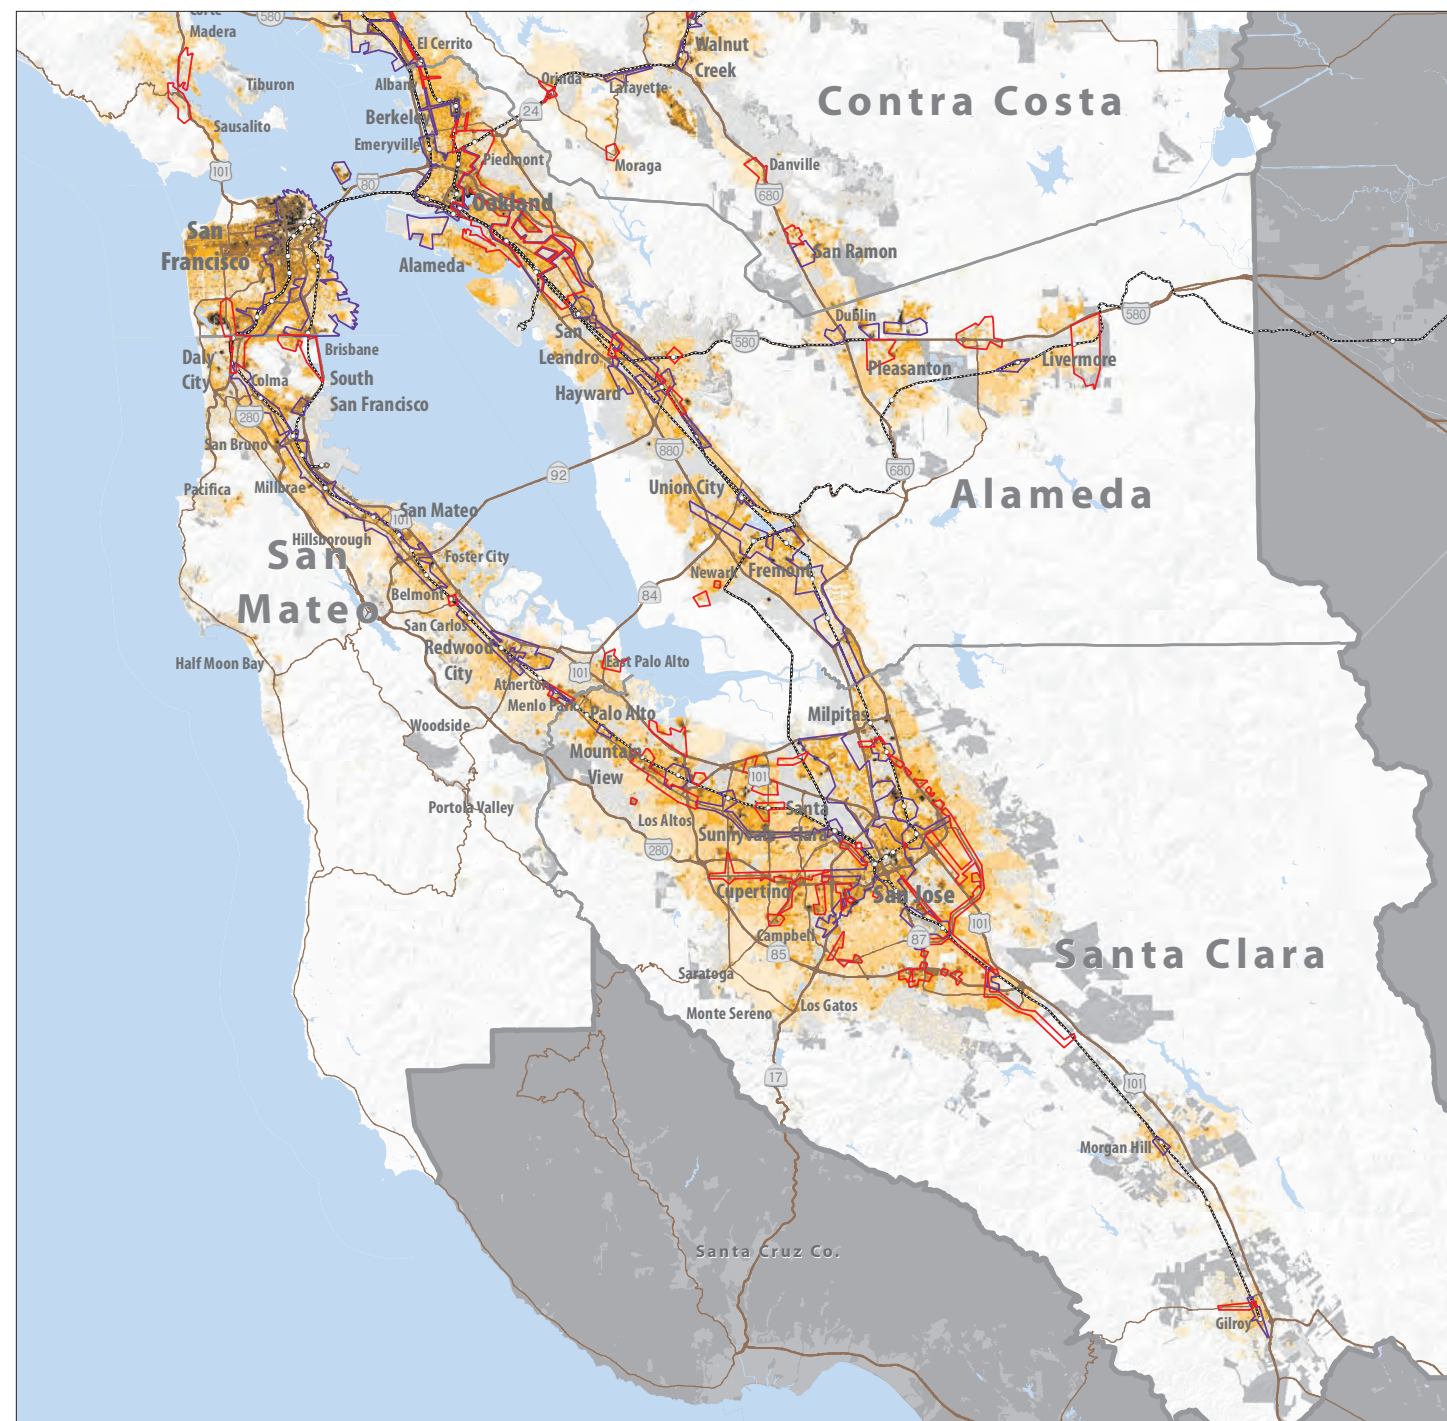 Corte
Madera
580
El Cerrito
Walnut
Creek
Tiburon
Albany
Orinda
Lafayette
Contra Costa
Sausalito
Berkeley
24
Emeryville
Piedmont
Moraga
Danville
101
80
680
Oakland
San
Francisco
Alameda
San Ramon
Dublin
580
San
Leandro
580
Daly
City
Brisbane
Colma
South
San Francisco
Hayward
Pleasanton
Livermore
280
San Bruno
880
92
680
Pacifica
Millbrae
Union City
Alameda
San Mateo
101
Hillsborough
San
Mateo
Foster City
Newark
Fremont
Belmont
84
San Carlos
Redwood
City
Half Moon Bay
East Palo Alto
101
Atherton
Menlo Park
Palo Alto
Milpitas
Woodside
Mountain
View
101
Portola Valley
Los Altos
Santa
Clara
Sunnyvale
280
Cupertino
San Jose
101
87
Campbell
85
Santa Clara
Saratoga
Monte Sereno
Los Gatos
17
101
Morgan Hill
Santa Cruz Co.
Gilroy